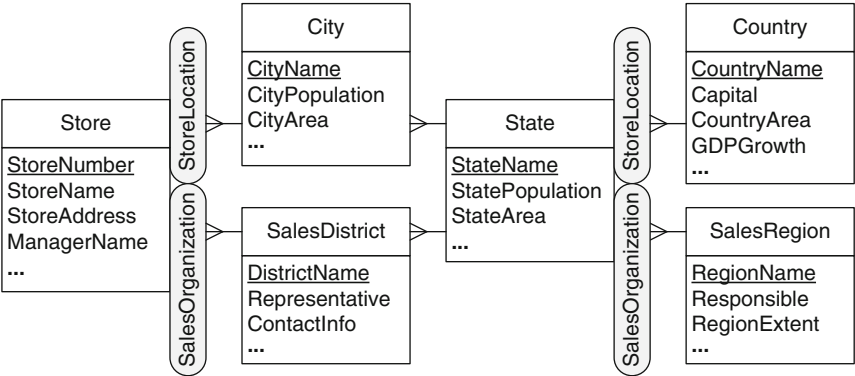 Store
StoreNumber
StoreName
StoreAddress
ManagerName
...
StoreLocation
SalesOrganization
City
CityName
CityPopulation
CityArea
...
SalesDistrict
DistrictName
Representative
ContactInfo
...
State
StateName
StatePopulation
StateArea
...
StoreLocation
SalesOrganization
Country
CountryName
Capital
CountryArea
GDPGrowth
...
SalesRegion
RegionName
Responsible
RegionExtent
...